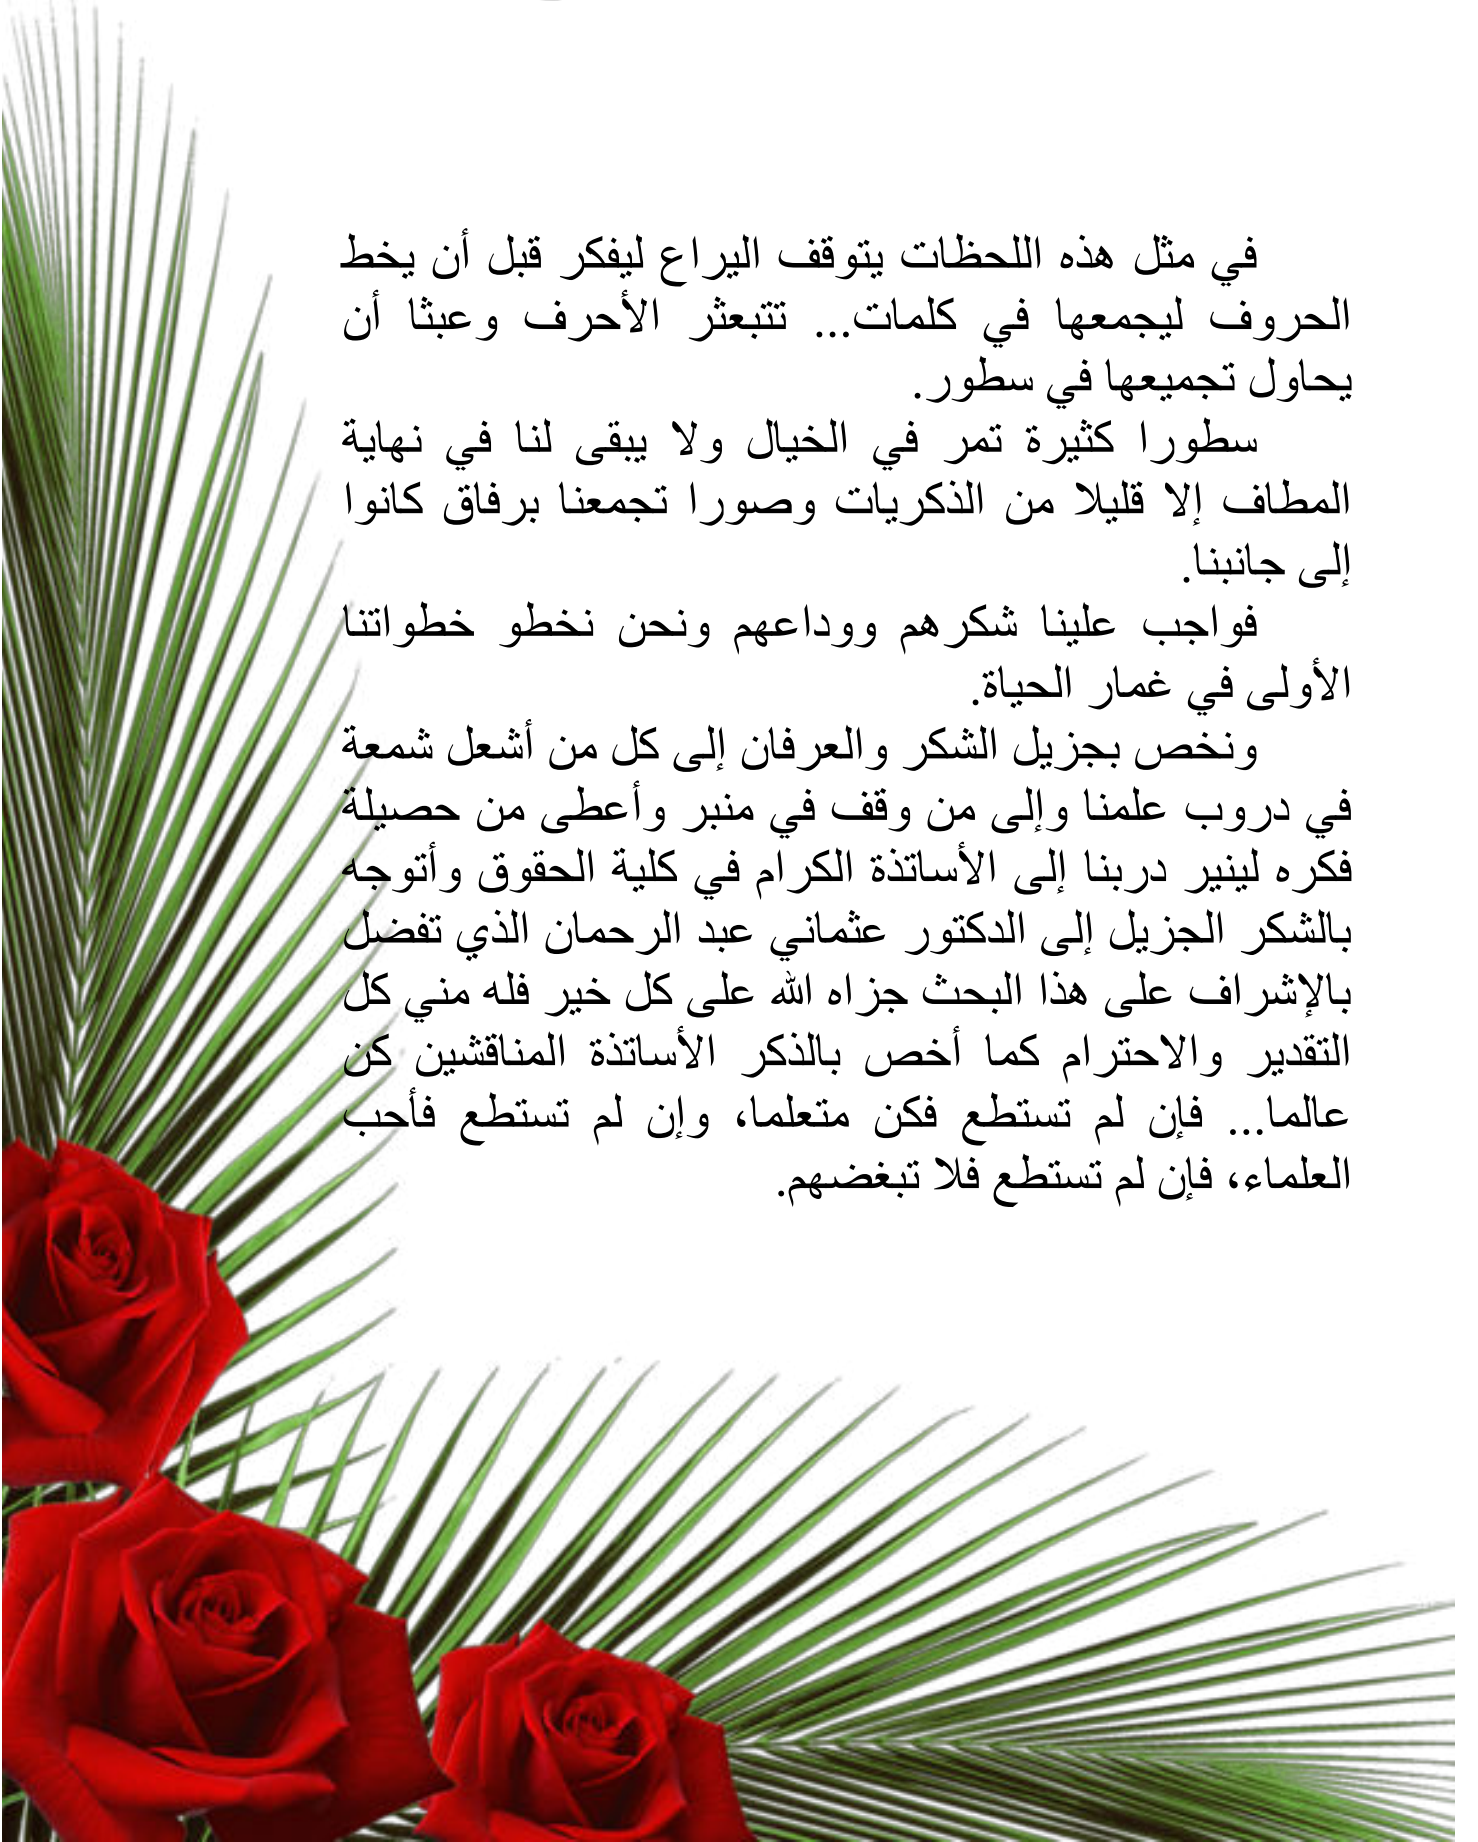 في مثل هذه اللحظات يتوقف اليراع ليفكر قبل أن يخط
الحروف ليجمعها في كلمات... تتبعثر الأحرف وعبثا أن
يحاول تجميعها في سطور.
سطورا كثيرة تمر في الخيال ولا يبقى لنا في نهاية
المطاف إلا قليلا من الذكريات وصورا تجمعنا برفاق كانوا
إلى جانبنا.
فواجب علينا شكرهم ووداعهم ونحن نخطو خطواتنا
الأولى في غمار الحياة.
ونخص بجزيل الشكر والعرفان إلى كل من أشعل شمعة
في دروب علمنا وإلى من وقف في منبر وأعطى من حصيلة
فكره لينير دربنا إلى الأساتذة الكرام في كلية الحقوق وأتوجه
بالشكر الجزيل إلى الدكتور عثماني عبد الرحمان الذي تفضل
بالإشراف على هذا البحث جزاه الله على كل خير فله مني كل
التقدير والاحترام كما أخص بالذكر الأساتذة المناقشين كن
عالما... فإن لم تستطع فكن متعلما، وإن لم تستطع فأحب
العلماء، فإن لم تستطع فلا تبغضهم.